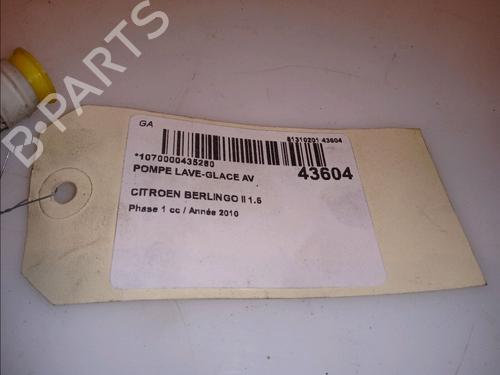 GA
81310201 43604
*1070000435280
POMPE LAVE-GLACE AV
43604
CITROEN BERLINGO II 1.6
Phase 1 cc / Année 2010
B-PARTS